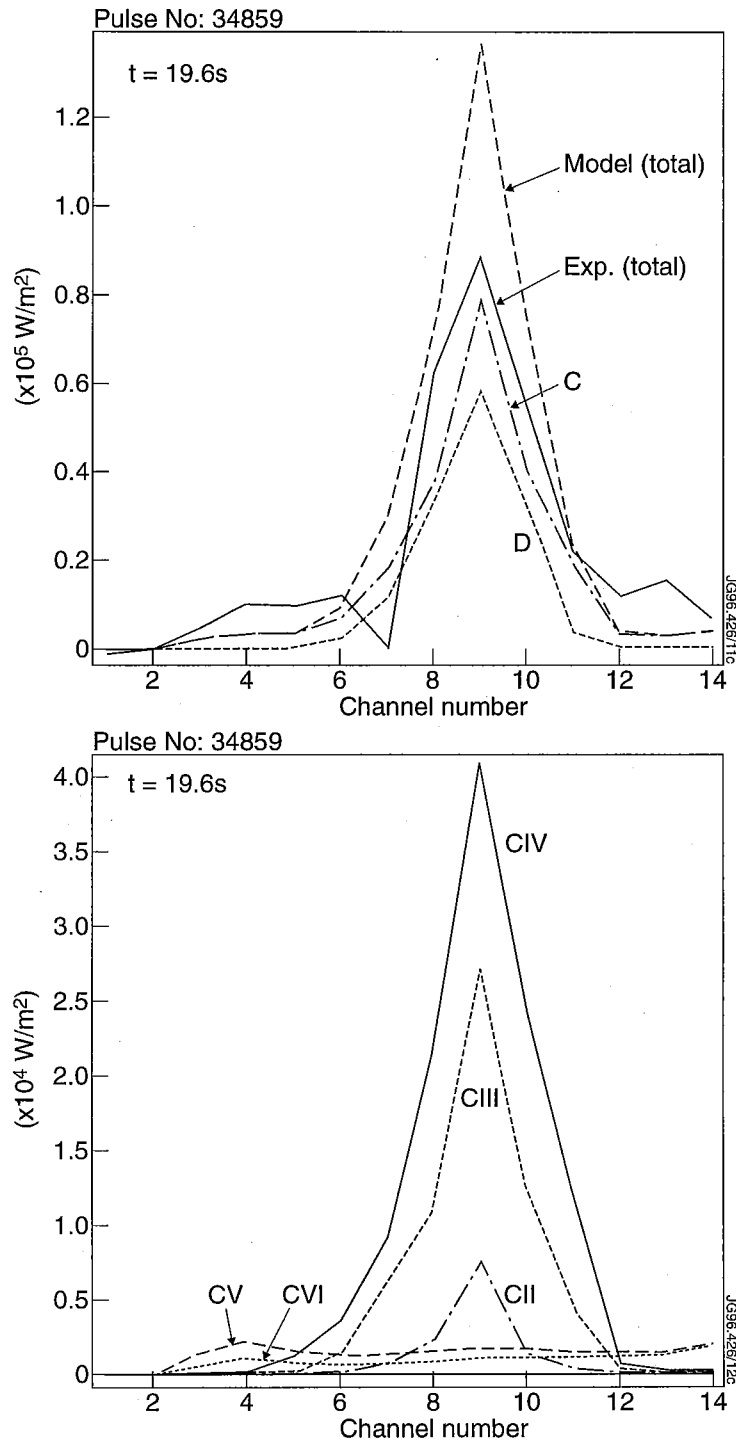 Pulse No: 34859
t = 19.6s
1.2
1.0
0.8
0.6
0.4
0.2
0
(x10⁵ W/m²)
Model (total)
Exp. (total)
C
D
2 4 6 8 10 12 14
Channel number
JG96.426/11c
Pulse No: 34859
t = 19.6s
4.0
3.5
3.0
2.5
2.0
1.5
1.0
0.5
0
(x10⁴ W/m²)
CIV
CIII
CV
CVI
CII
2 4 6 8 10 12 14
Channel number
JG96.426/12c